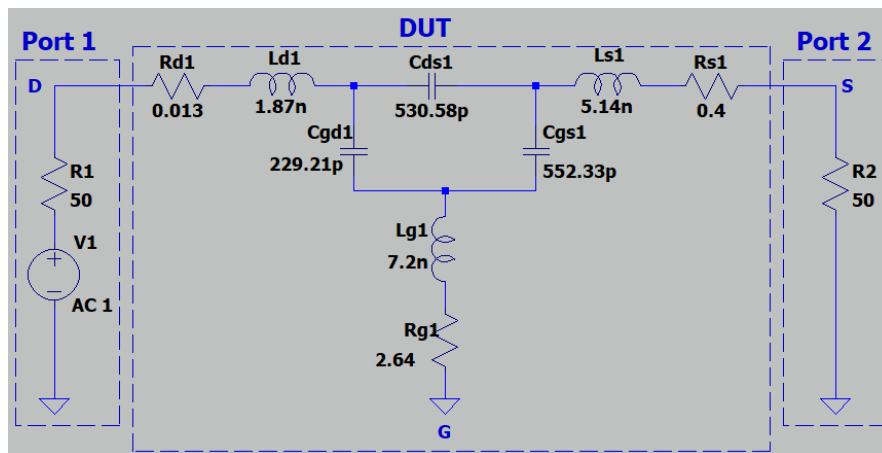 DUT
Port 1
Port 2
D
Rd1
0.013
Ld1
1.87n
Cds1
530.58p
Ls1
5.14n
Rs1
0.4
S
Cgd1
229.21p
Cgs1
552.33p
R1
50
R2
50
V1
AC 1
Lg1
7.2n
Rg1
2.64
G